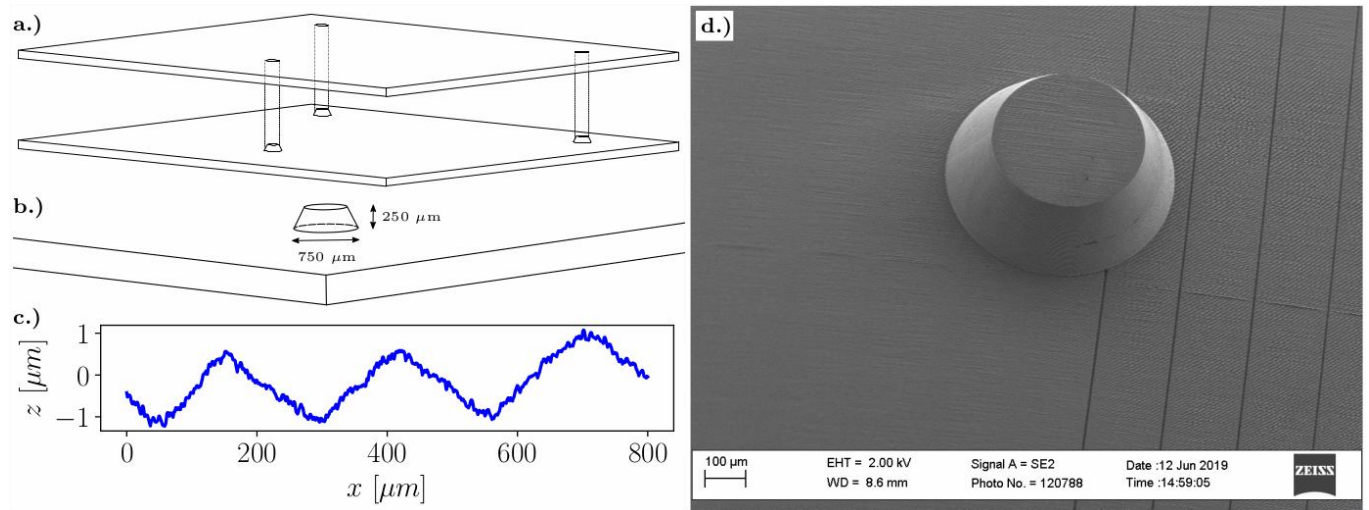 a.)
b.)
250 μm
750 μm
c.)
1
0
−1
z [μm]
0
200
400
600
800
x [μm]
d.)
100 μm
EHT = 2.00 kV
WD = 8.6 mm
Signal A = SE2
Photo No. = 120788
Date :12 Jun 2019
Time :14:59:05
ZEISS